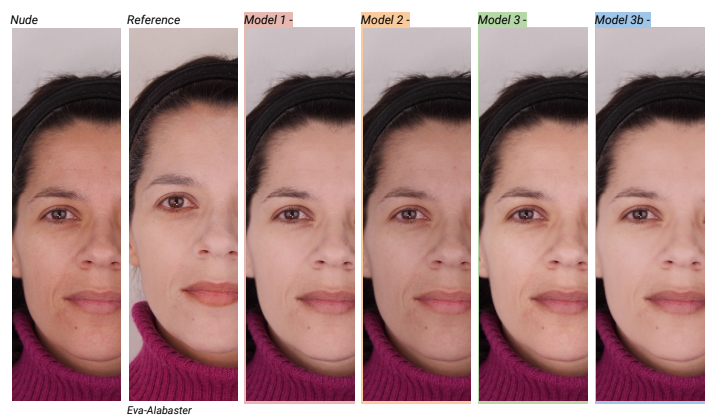 Nude
Reference
Model 1 -
Model 2 -
Model 3 -
Model 3b -
Eva-Alabaster